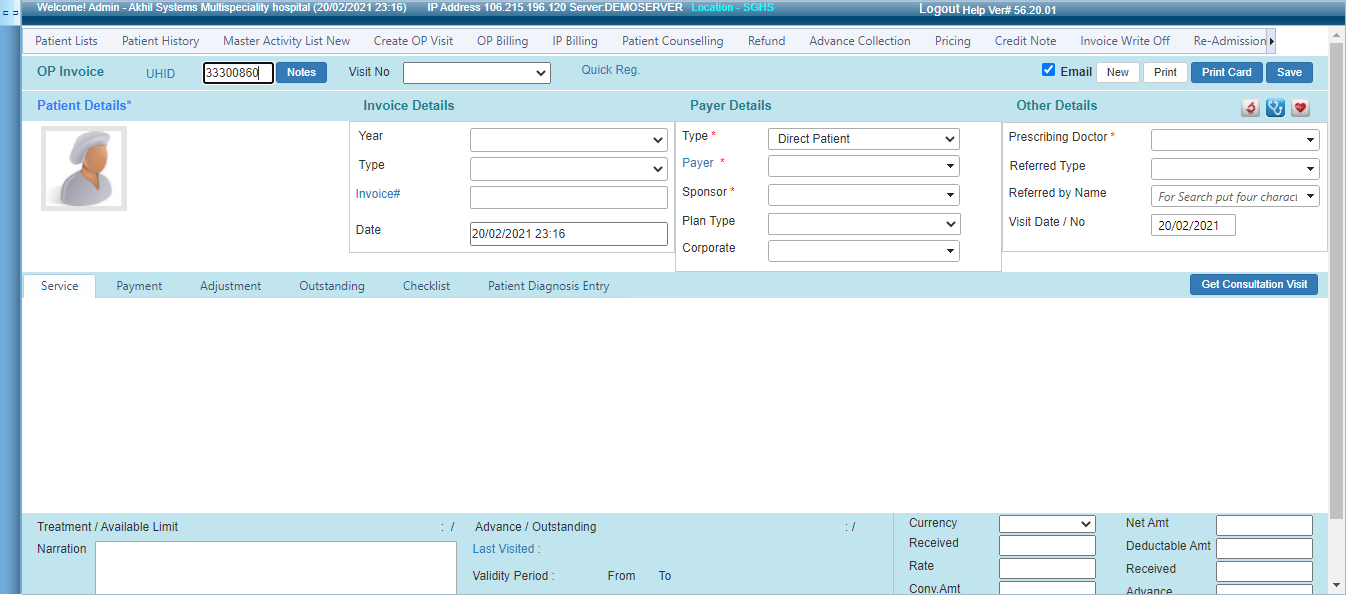 Welcome! Admin - Akhil Systems Multispeciality hospital (20/02/2021 23:16) IP Address 106.215.196.120 Server:DEMOSERVER Location - SGHS Logout Help Ver# 56.20.01
Patient Lists Patient History Master Activity List New Create OP Visit OP Billing IP Billing Patient Counselling Refund Advance Collection Pricing Credit Note Invoice Write Off Re-Admission
OP Invoice UHID 33300860 Notes Visit No Quick Reg. Email New Print Print Card Save
Patient Details* Invoice Details Payer Details Other Details
Year Type * Direct Patient Prescribing Doctor *
Type Payer * Referred Type
Invoice# Sponsor * Referred by Name For Search put four charact
Date 20/02/2021 23:16 Plan Type Visit Date / No 20/02/2021
Corporate
Service Payment Adjustment Outstanding Checklist Patient Diagnosis Entry Get Consultation Visit
Treatment / Available Limit : / Advance / Outstanding : / Currency Net Amt
Narration Last Visited : Received Deductable Amt
Validity Period : From To Rate Received
Conv.Amt Advance